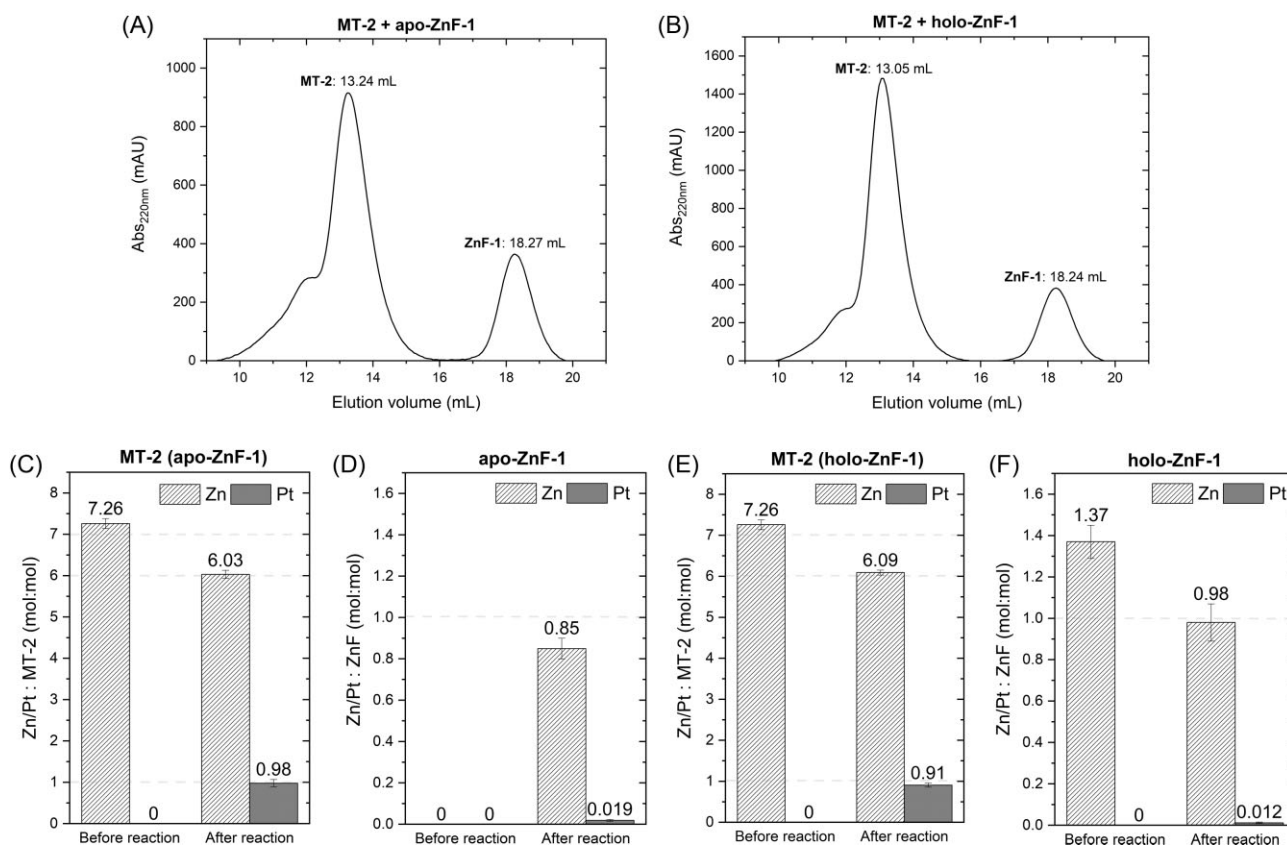 (A)
MT-2 + apo-ZnF-1
MT-2: 13.24 mL
ZnF-1: 18.27 mL
Abs220nm (mAU)
1000
800
600
400
200
0
10 12 14 16 18 20
Elution volume (mL)
(B)
MT-2 + holo-ZnF-1
MT-2: 13.05 mL
ZnF-1: 18.24 mL
Abs220nm (mAU)
1600
1400
1200
1000
800
600
400
200
0
10 12 14 16 18 20
Elution volume (mL)
(C)
MT-2 (apo-ZnF-1)
Zn Pt
Zn/Pt : MT-2 (mol:mol)
8
7
6
5
4
3
2
1
0
7.26
0
6.03
0.98
Before reaction After reaction
(D)
apo-ZnF-1
Zn Pt
Zn/Pt : ZnF (mol:mol)
1.6
1.4
1.2
1.0
0.8
0.6
0.4
0.2
0.0
0 0
0.85
0.019
Before reaction After reaction
(E)
MT-2 (holo-ZnF-1)
Zn Pt
Zn/Pt : MT-2 (mol:mol)
8
7
6
5
4
3
2
1
0
7.26
0
6.09
0.91
Before reaction After reaction
(F)
holo-ZnF-1
Zn Pt
Zn/Pt : ZnF (mol:mol)
1.6
1.4
1.2
1.0
0.8
0.6
0.4
0.2
0.0
1.37
0
0.98
0.012
Before reaction After reaction